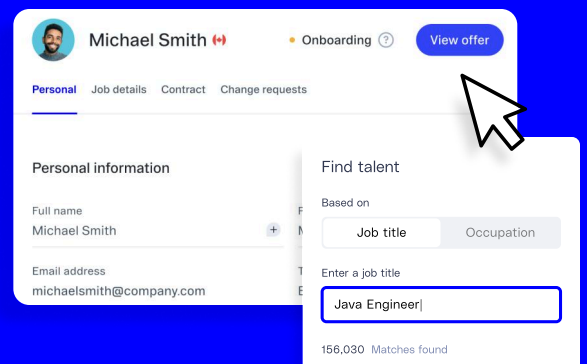 Michael Smith
Onboarding ?
View offer
Personal Job details Contract Change requests
Personal information
Full name
Michael Smith +
Email address
michaelsmith@company.com
Find talent
Based on
Job title Occupation
Enter a job title
Java Engineer
156,030 Matches found